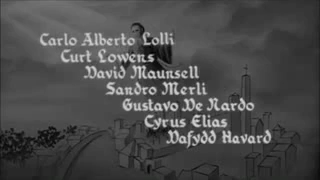 Carlo Alberto Lolli
Curt Lowens
David Maunsell
Sandro Merli
Gustavo De Nardo
Cyrus Elias
Dafydd Havard